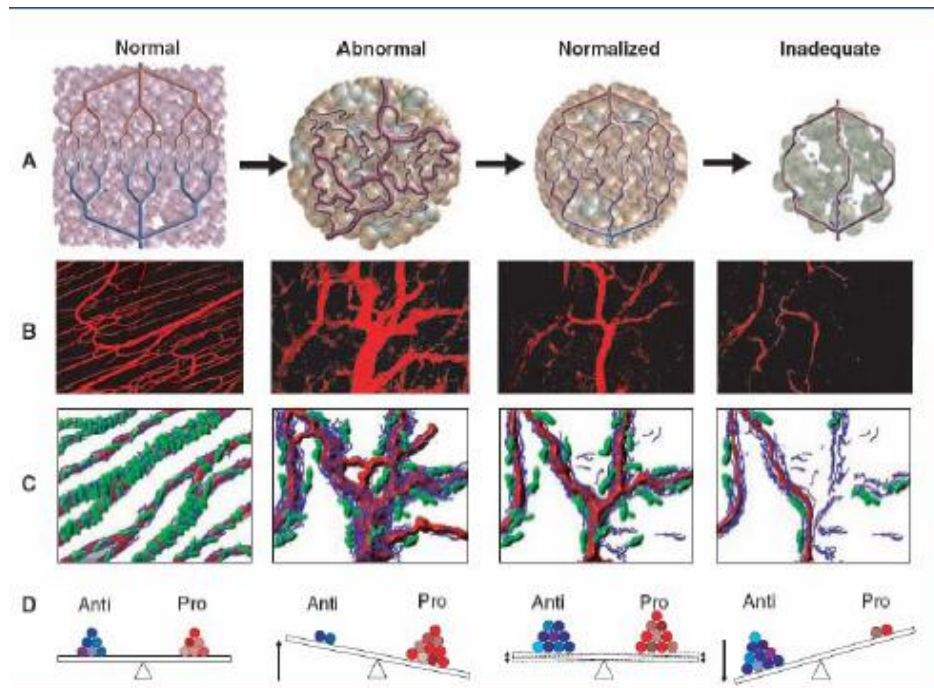 Normal Abnormal Normalized Inadequate
A
B
C
D Anti Pro Anti Pro Anti Pro Anti Pro